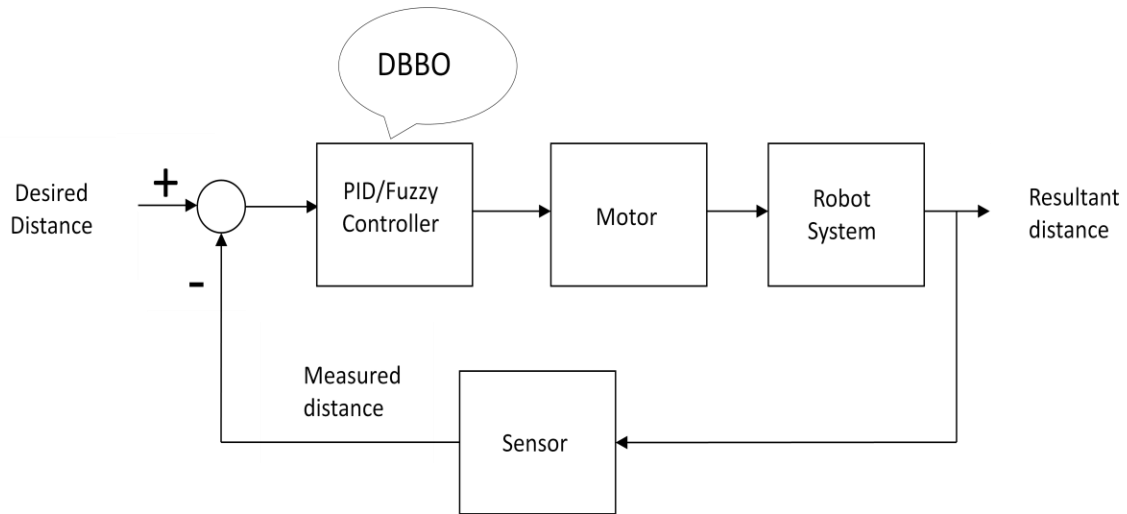 DBBO
+
Desired
Distance
PID/Fuzzy
Controller
Motor
Robot
System
Resultant
distance
-
Measured
distance
Sensor